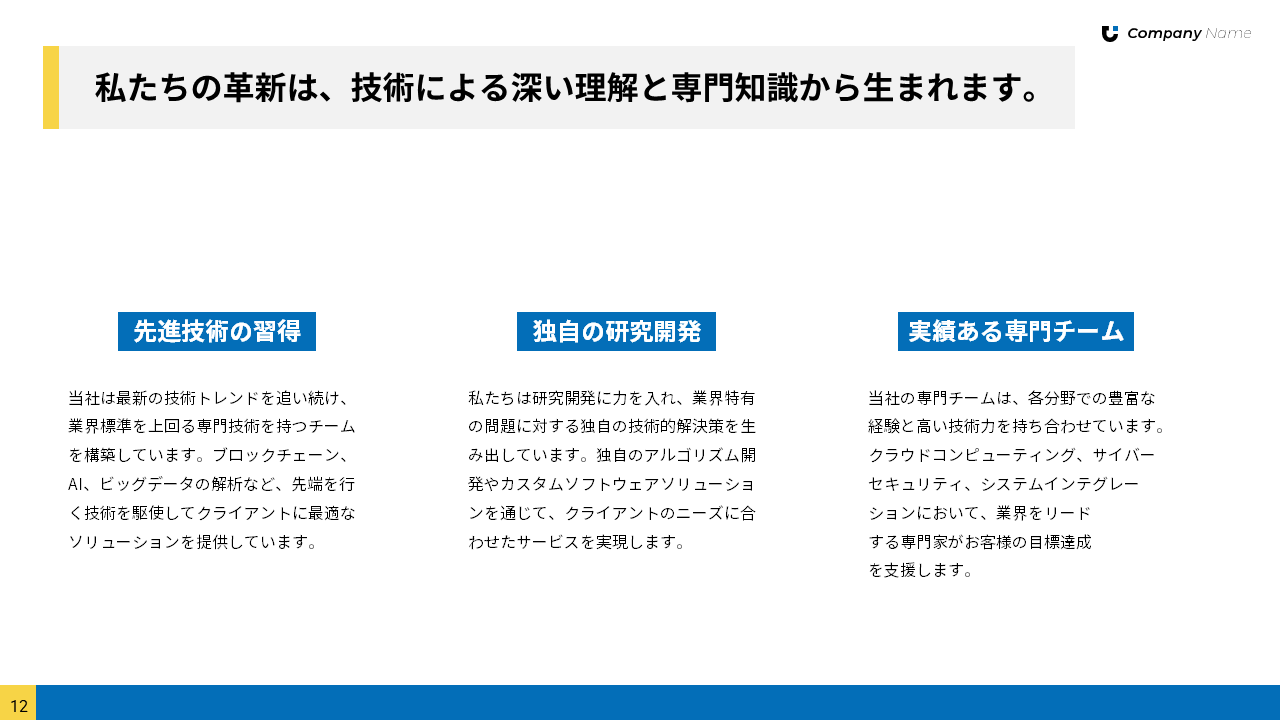 Company Name
私たちの革新は、技術による深い理解と専門知識から生まれます。
先進技術の習得
当社は最新の技術トレンドを追い続け、
業界標準を上回る専門技術を持つチーム
を構築しています。ブロックチェーン、
AI、ビッグデータの解析など、先端を行
く技術を駆使してクライアントに最適な
ソリューションを提供しています。
独自の研究開発
私たちは研究開発に力を入れ、業界特有
の問題に対する独自の技術的解決策を生
み出しています。独自のアルゴリズム開
発やカスタムソフトウェアソリューショ
ンを通じて、クライアントのニーズに合
わせたサービスを実現します。
実績ある専門チーム
当社の専門チームは、各分野での豊富な
経験と高い技術力を持ち合わせています。
クラウドコンピューティング、サイバー
セキュリティ、システムインテグレー
ションにおいて、業界をリード
する専門家がお客様の目標達成
を支援します。
12